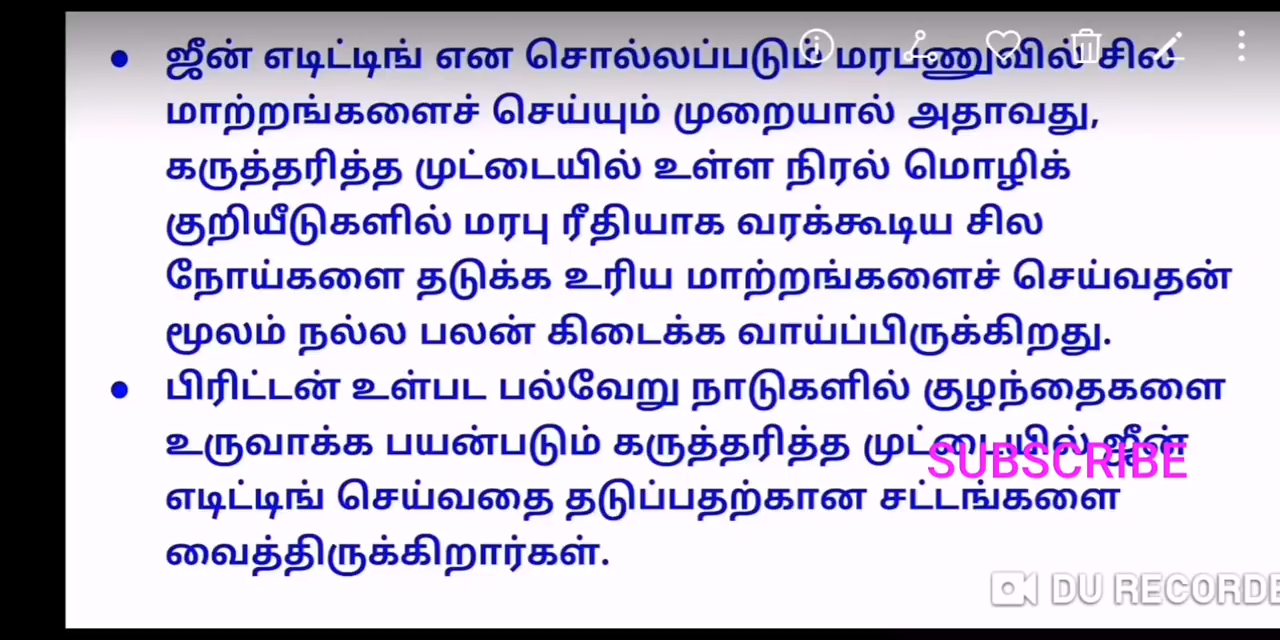 ஜீன் எடிட்டிங் என சொல்லப்படும் மரபணுவில் சில
மாற்றங்களைச் செய்யும் முறையால் அதாவது,
கருத்தரித்த முட்டையில் உள்ள நிரல் மொழிக்
குறியீடுகளில் மரபு ரீதியாக வரக்கூடிய சில
நோய்களை தடுக்க உரிய மாற்றங்களைச் செய்வதன்
மூலம் நல்ல பலன் கிடைக்க வாய்ப்பிருக்கிறது.
பிரிட்டன் உள்பட பல்வேறு நாடுகளில் குழந்தைகளை
உருவாக்க பயன்படும் கருத்தரித்த முட்டையில் ஜீன்
SUBSCRIBE
எடிட்டிங் செய்வதை தடுப்பதற்கான சட்டங்களை
வைத்திருக்கிறார்கள்.
DU RECORDE